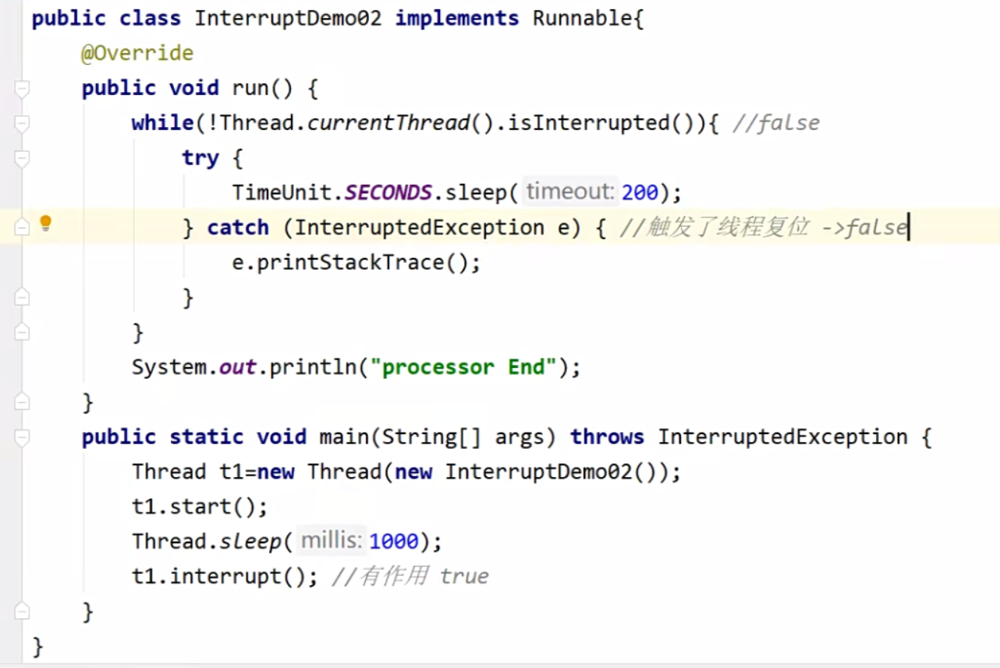 public class InterruptDemo02 implements Runnable{
@Override
public void run() {
while(!Thread.currentThread().isInterrupted()){ //false
try {
TimeUnit.SECONDS.sleep( timeout: 200);
} catch (InterruptedException e) { //触发了线程复位 ->false
e.printStackTrace();
}
}
System.out.println("processor End");
}
public static void main(String[] args) throws InterruptedException {
Thread t1=new Thread(new InterruptDemo02());
t1.start();
Thread.sleep( millis: 1000);
t1.interrupt(); //有作用 true
}
}